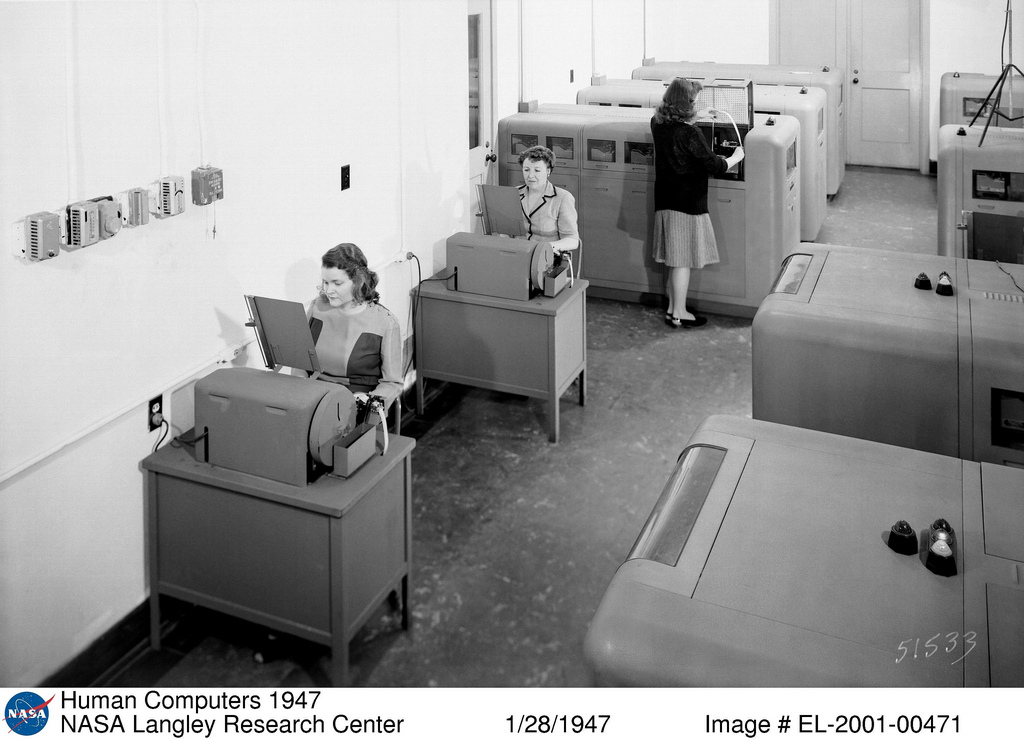 51533
NASA
Human Computers 1947
NASA Langley Research Center
1/28/1947
Image # EL-2001-00471